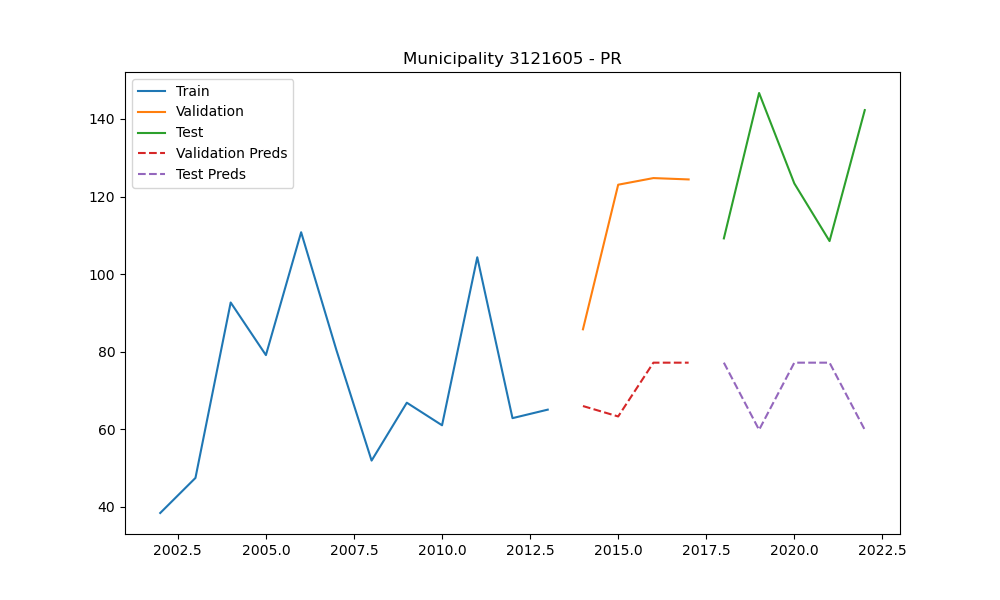 Municipality 3121605 - PR
Train
Validation
Test
Validation Preds
Test Preds
140
120
100
80
60
40
2002.5 2005.0 2007.5 2010.0 2012.5 2015.0 2017.5 2020.0 2022.5